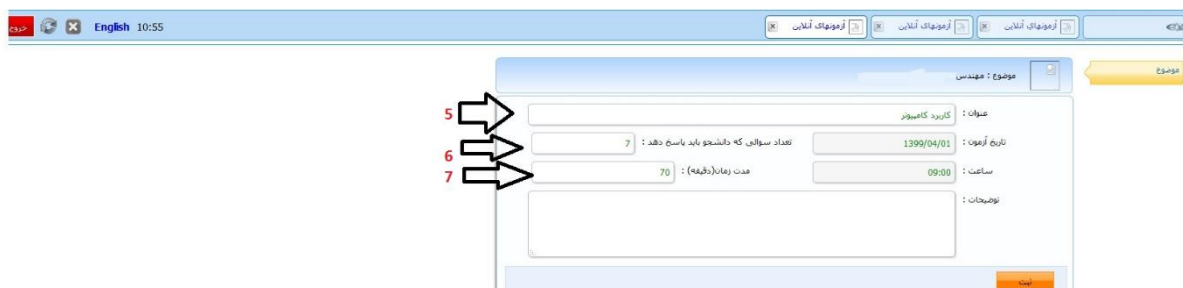 آزمونهای آنلاین آزمونهای آنلاین آزمونهای آنلاین English 10:55 خروج
موضوع
موضوع : مهندس
5 عنوان : کاربرد کامپیوتر
6 تاریخ آزمون : 1399/04/01 تعداد سوالی که دانشجو باید پاسخ دهد : 7
7 ساعت : 09:00 مدت زمان(دقیقه) : 70
توضیحات :
ثبت